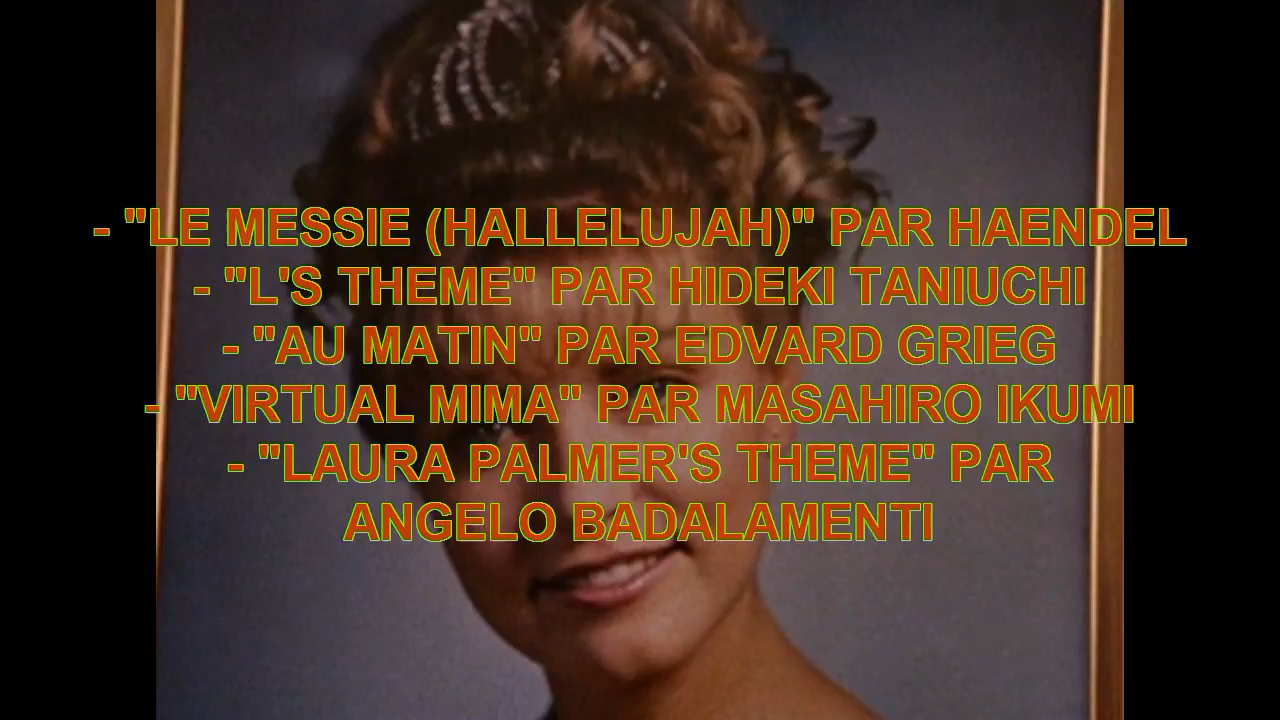 - "LE MESSIE (HALLELUJAH)" PAR HAENDEL
- "L'S THEME" PAR HIDEKI TANIUCHI
- "AU MATIN" PAR EDVARD GRIEG
- "VIRTUAL MIMA" PAR MASAHIRO IKUMI
- "LAURA PALMER'S THEME" PAR
ANGELO BADALAMENTI